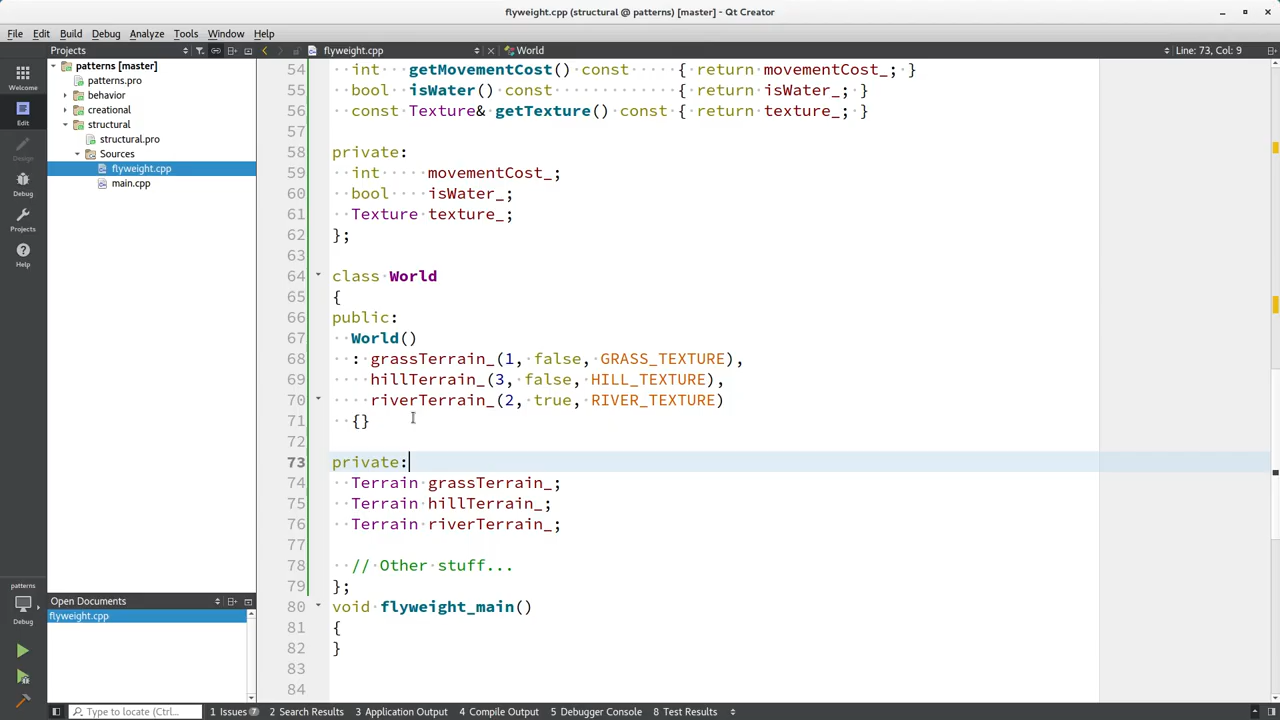 flyweight.cpp (structural @ patterns) [master] - Qt Creator
File Edit Build Debug Analyze Tools Window Help
Projects flyweight.cpp World Line: 73, Col: 9
Welcome
Edit
Design
Debug
Projects
Help
patterns
Debug
patterns [master]
patterns.pro
behavior
creational
structural
structural.pro
Sources
flyweight.cpp
main.cpp
Open Documents
flyweight.cpp
54 int getMovementCost() const { return movementCost_; }
55 bool isWater() const { return isWater_; }
56 const Texture& getTexture() const { return texture_; }
57
58 private:
59 int movementCost_;
60 bool isWater_;
61 Texture texture_;
62 };
63
64 class World
65 {
66 public:
67 World()
68 : grassTerrain_(1, false, GRASS_TEXTURE),
69 hillTerrain_(3, false, HILL_TEXTURE),
70 riverTerrain_(2, true, RIVER_TEXTURE)
71 {}
72
73 private:
74 Terrain grassTerrain_;
75 Terrain hillTerrain_;
76 Terrain riverTerrain_;
77
78 // Other stuff...
79 };
80 void flyweight_main()
81 {
82 }
83
84
Type to locate (Ctrl... 1 Issues 7 2 Search Results 3 Application Output 4 Compile Output 5 Debugger Console 8 Test Results